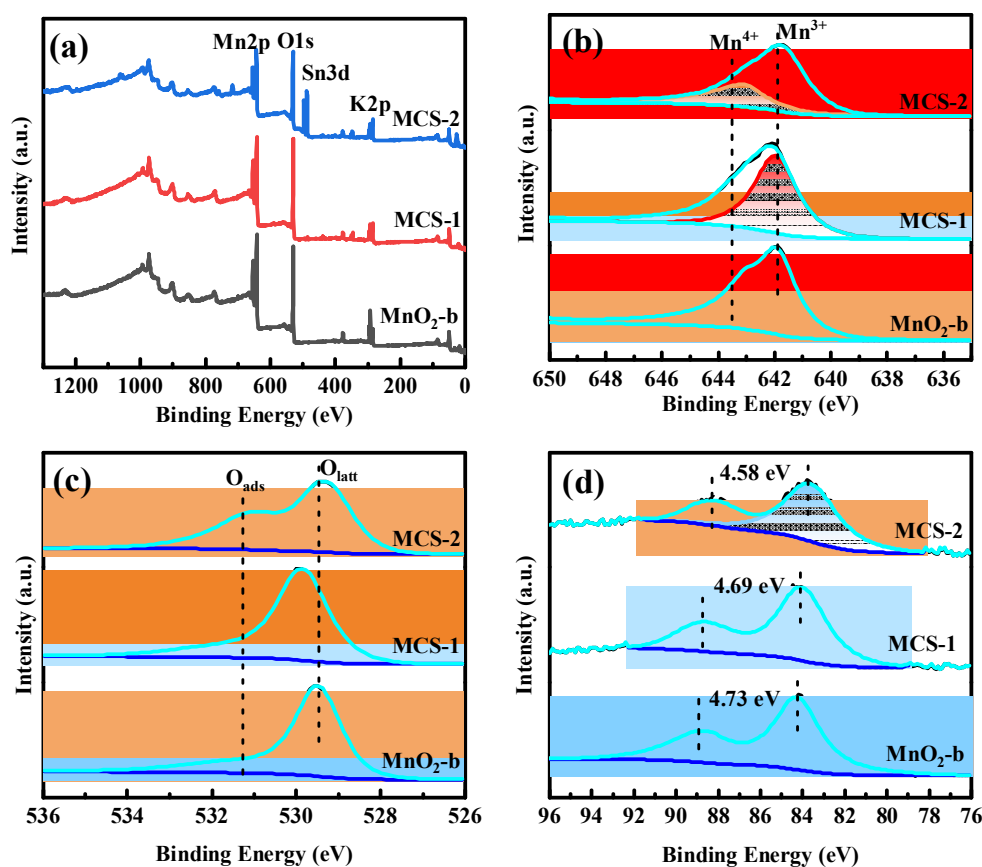 (a)
Mn2p
O1s
Sn3d
K2p
MCS-2
MCS-1
MnO₂-b
Intensity (a.u.)
1200 1000 800 600 400 200 0
Binding Energy (eV)
(b)
Mn⁴⁺
Mn³⁺
MCS-2
MCS-1
MnO₂-b
Intensity (a.u.)
650 648 646 644 642 640 638 636
Binding Energy (eV)
(c)
Oads
Olatt
MCS-2
MCS-1
MnO₂-b
Intensity (a.u.)
536 534 532 530 528 526
Binding Energy (eV)
(d)
4.58 eV
MCS-2
4.69 eV
MCS-1
4.73 eV
MnO₂-b
Intensity (a.u.)
96 94 92 90 88 86 84 82 80 78 76
Binding Energy (eV)